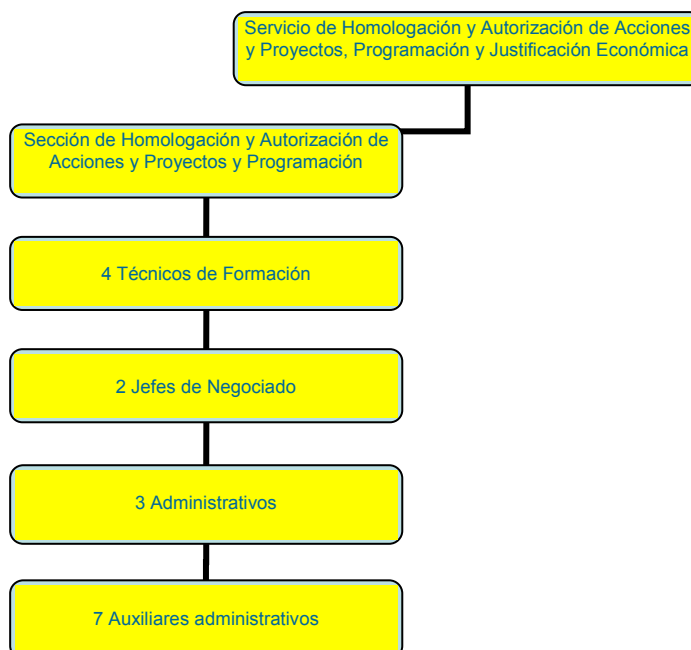 Servicio de Homologación y Autorización de Acciones
y Proyectos, Programación y Justificación Económica
Sección de Homologación y Autorización de
Acciones y Proyectos y Programación
4 Técnicos de Formación
2 Jefes de Negociado
3 Administrativos
7 Auxiliares administrativos